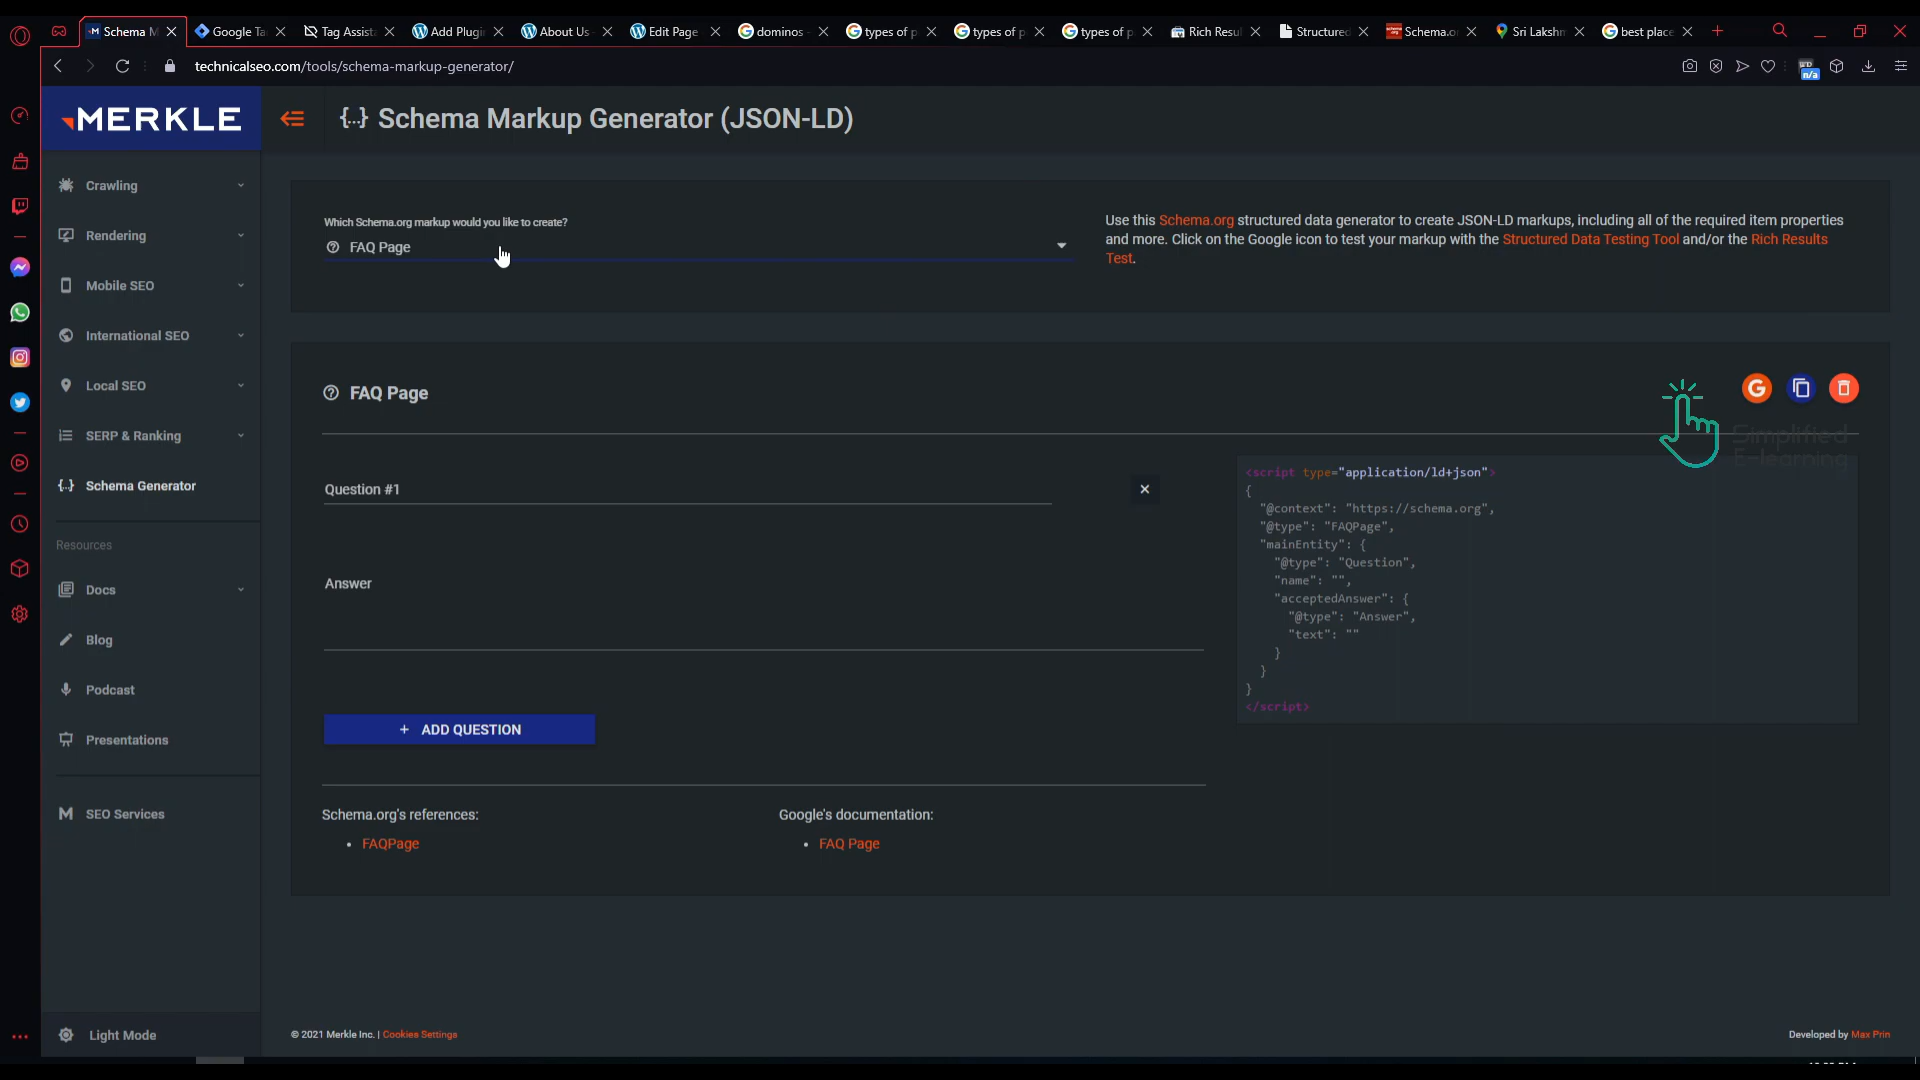 Schema M
Google Ta
Tag Assist
Add Plugi
About Us
Edit Page
dominos
types of p
types of p
types of p
Rich Resul
Structured
Schema.o
Sri Lakshm
best place
technicalseo.com/tools/schema-markup-generator/
n/a
MERKLE
{...} Schema Markup Generator (JSON-LD)
Crawling
Rendering
Mobile SEO
International SEO
Local SEO
SERP & Ranking
{..} Schema Generator
Resources
Docs
Blog
Podcast
Presentations
SEO Services
Light Mode
Which Schema.org markup would you like to create?
FAQ Page
Use this Schema.org structured data generator to create JSON-LD markups, including all of the required item properties
and more. Click on the Google icon to test your markup with the Structured Data Testing Tool and/or the Rich Results
Test.
FAQ Page
Simplified
E-learning
Question #1
Answer
+ ADD QUESTION
<script type="application/ld+json">
{
"@context": "https://schema.org",
"@type": "FAQPage",
"mainEntity": {
"@type": "Question",
"name": "",
"acceptedAnswer": {
"@type": "Answer",
"text": ""
}
}
}
</script>
Schema.org's references:
• FAQPage
Google's documentation:
• FAQ Page
© 2021 Merkle Inc. | Cookies Settings
Developed by Max Prin